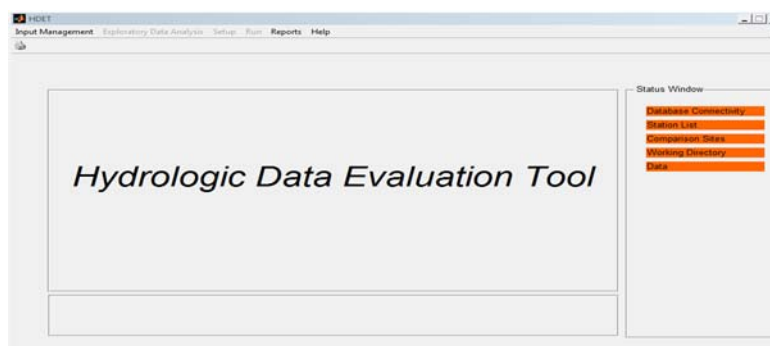 HDET
Input Management Exploratory Data Analysis Setup Run Reports Help
Status Window
Database Connectivity
Station List
Comparison Sites
Working Directory
Data
Hydrologic Data Evaluation Tool